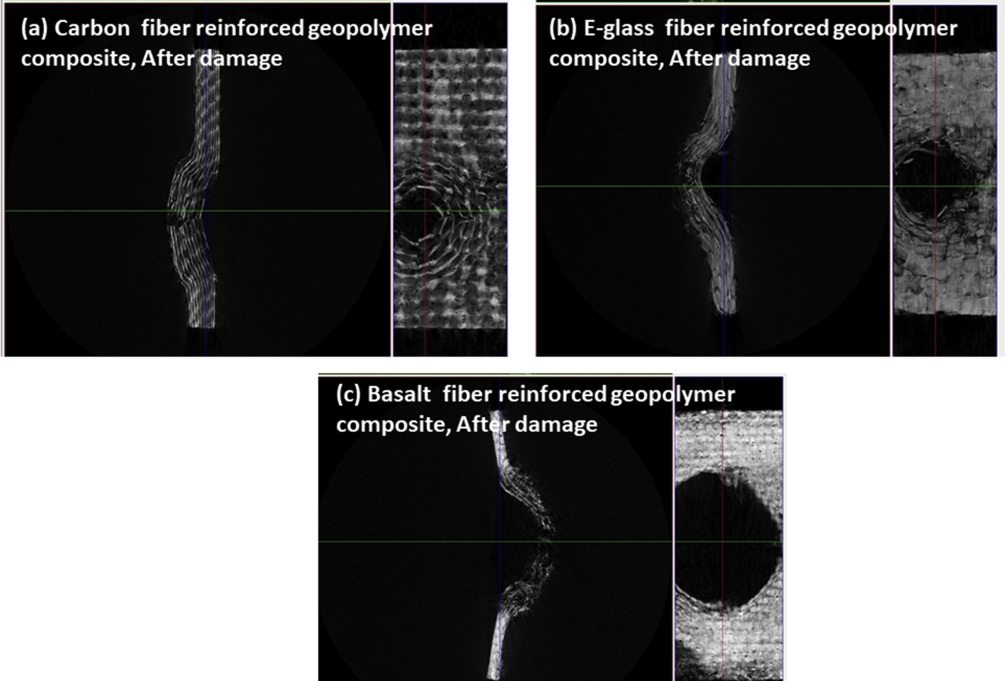 (a) Carbon fiber reinforced geopolymer
composite, After damage
(b) E-glass fiber reinforced geopolymer
composite, After damage
(c) Basalt fiber reinforced geopolymer
composite, After damage